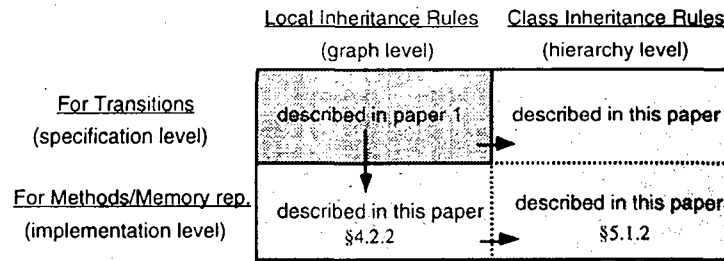 Local Inheritance Rules
Class Inheritance Rules
(graph level)
(hierarchy level)
For Transitions
(specification level)
described in paper 1
described in this paper
For Methods/Memory rep.
(implementation level)
described in this paper
§4.2.2
described in this paper
§5.1.2